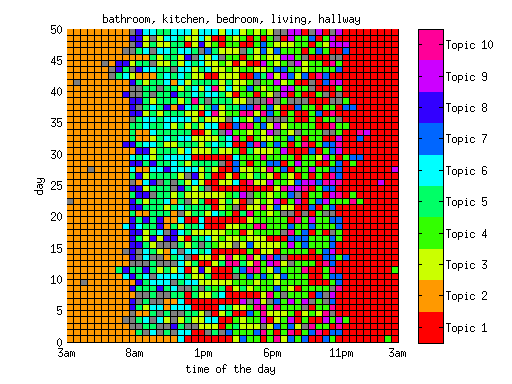 bathroom, kitchen, bedroom, living, hallway
50
45
40
35
30
25
20
15
10
5
0
day
3am 8am 1pm 6pm 11pm 3am
time of the day
Topic 10
Topic 9
Topic 8
Topic 7
Topic 6
Topic 5
Topic 4
Topic 3
Topic 2
Topic 1